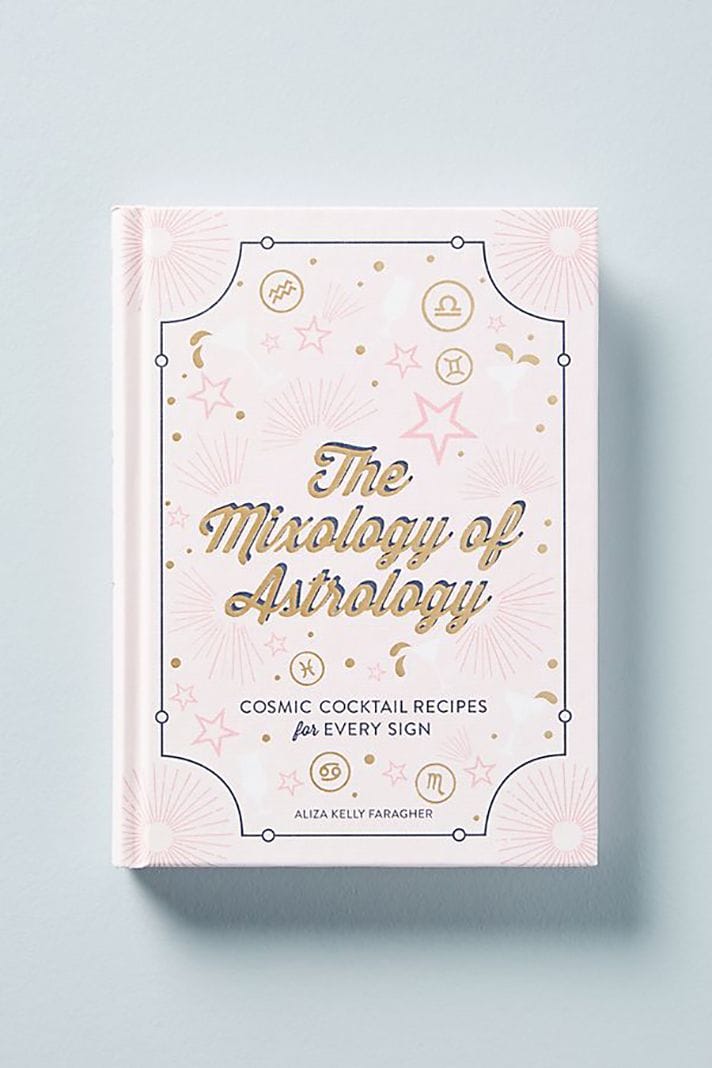 The
Mixology of
Astrology
COSMIC COCKTAIL RECIPES
for EVERY SIGN
ALIZA KELLY FARAGHER